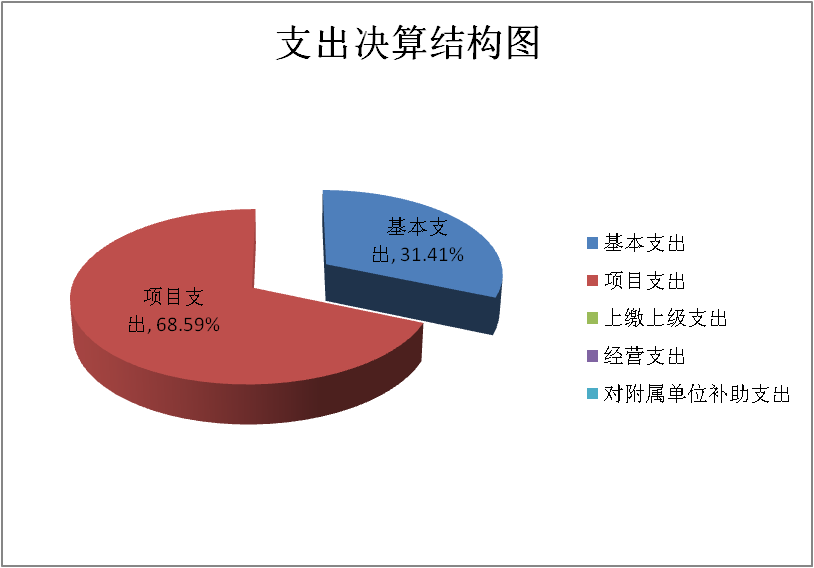 支出决算结构图
基本支
出, 31.41%
项目支
出, 68.59%
基本支出
项目支出
上缴上级支出
经营支出
对附属单位补助支出